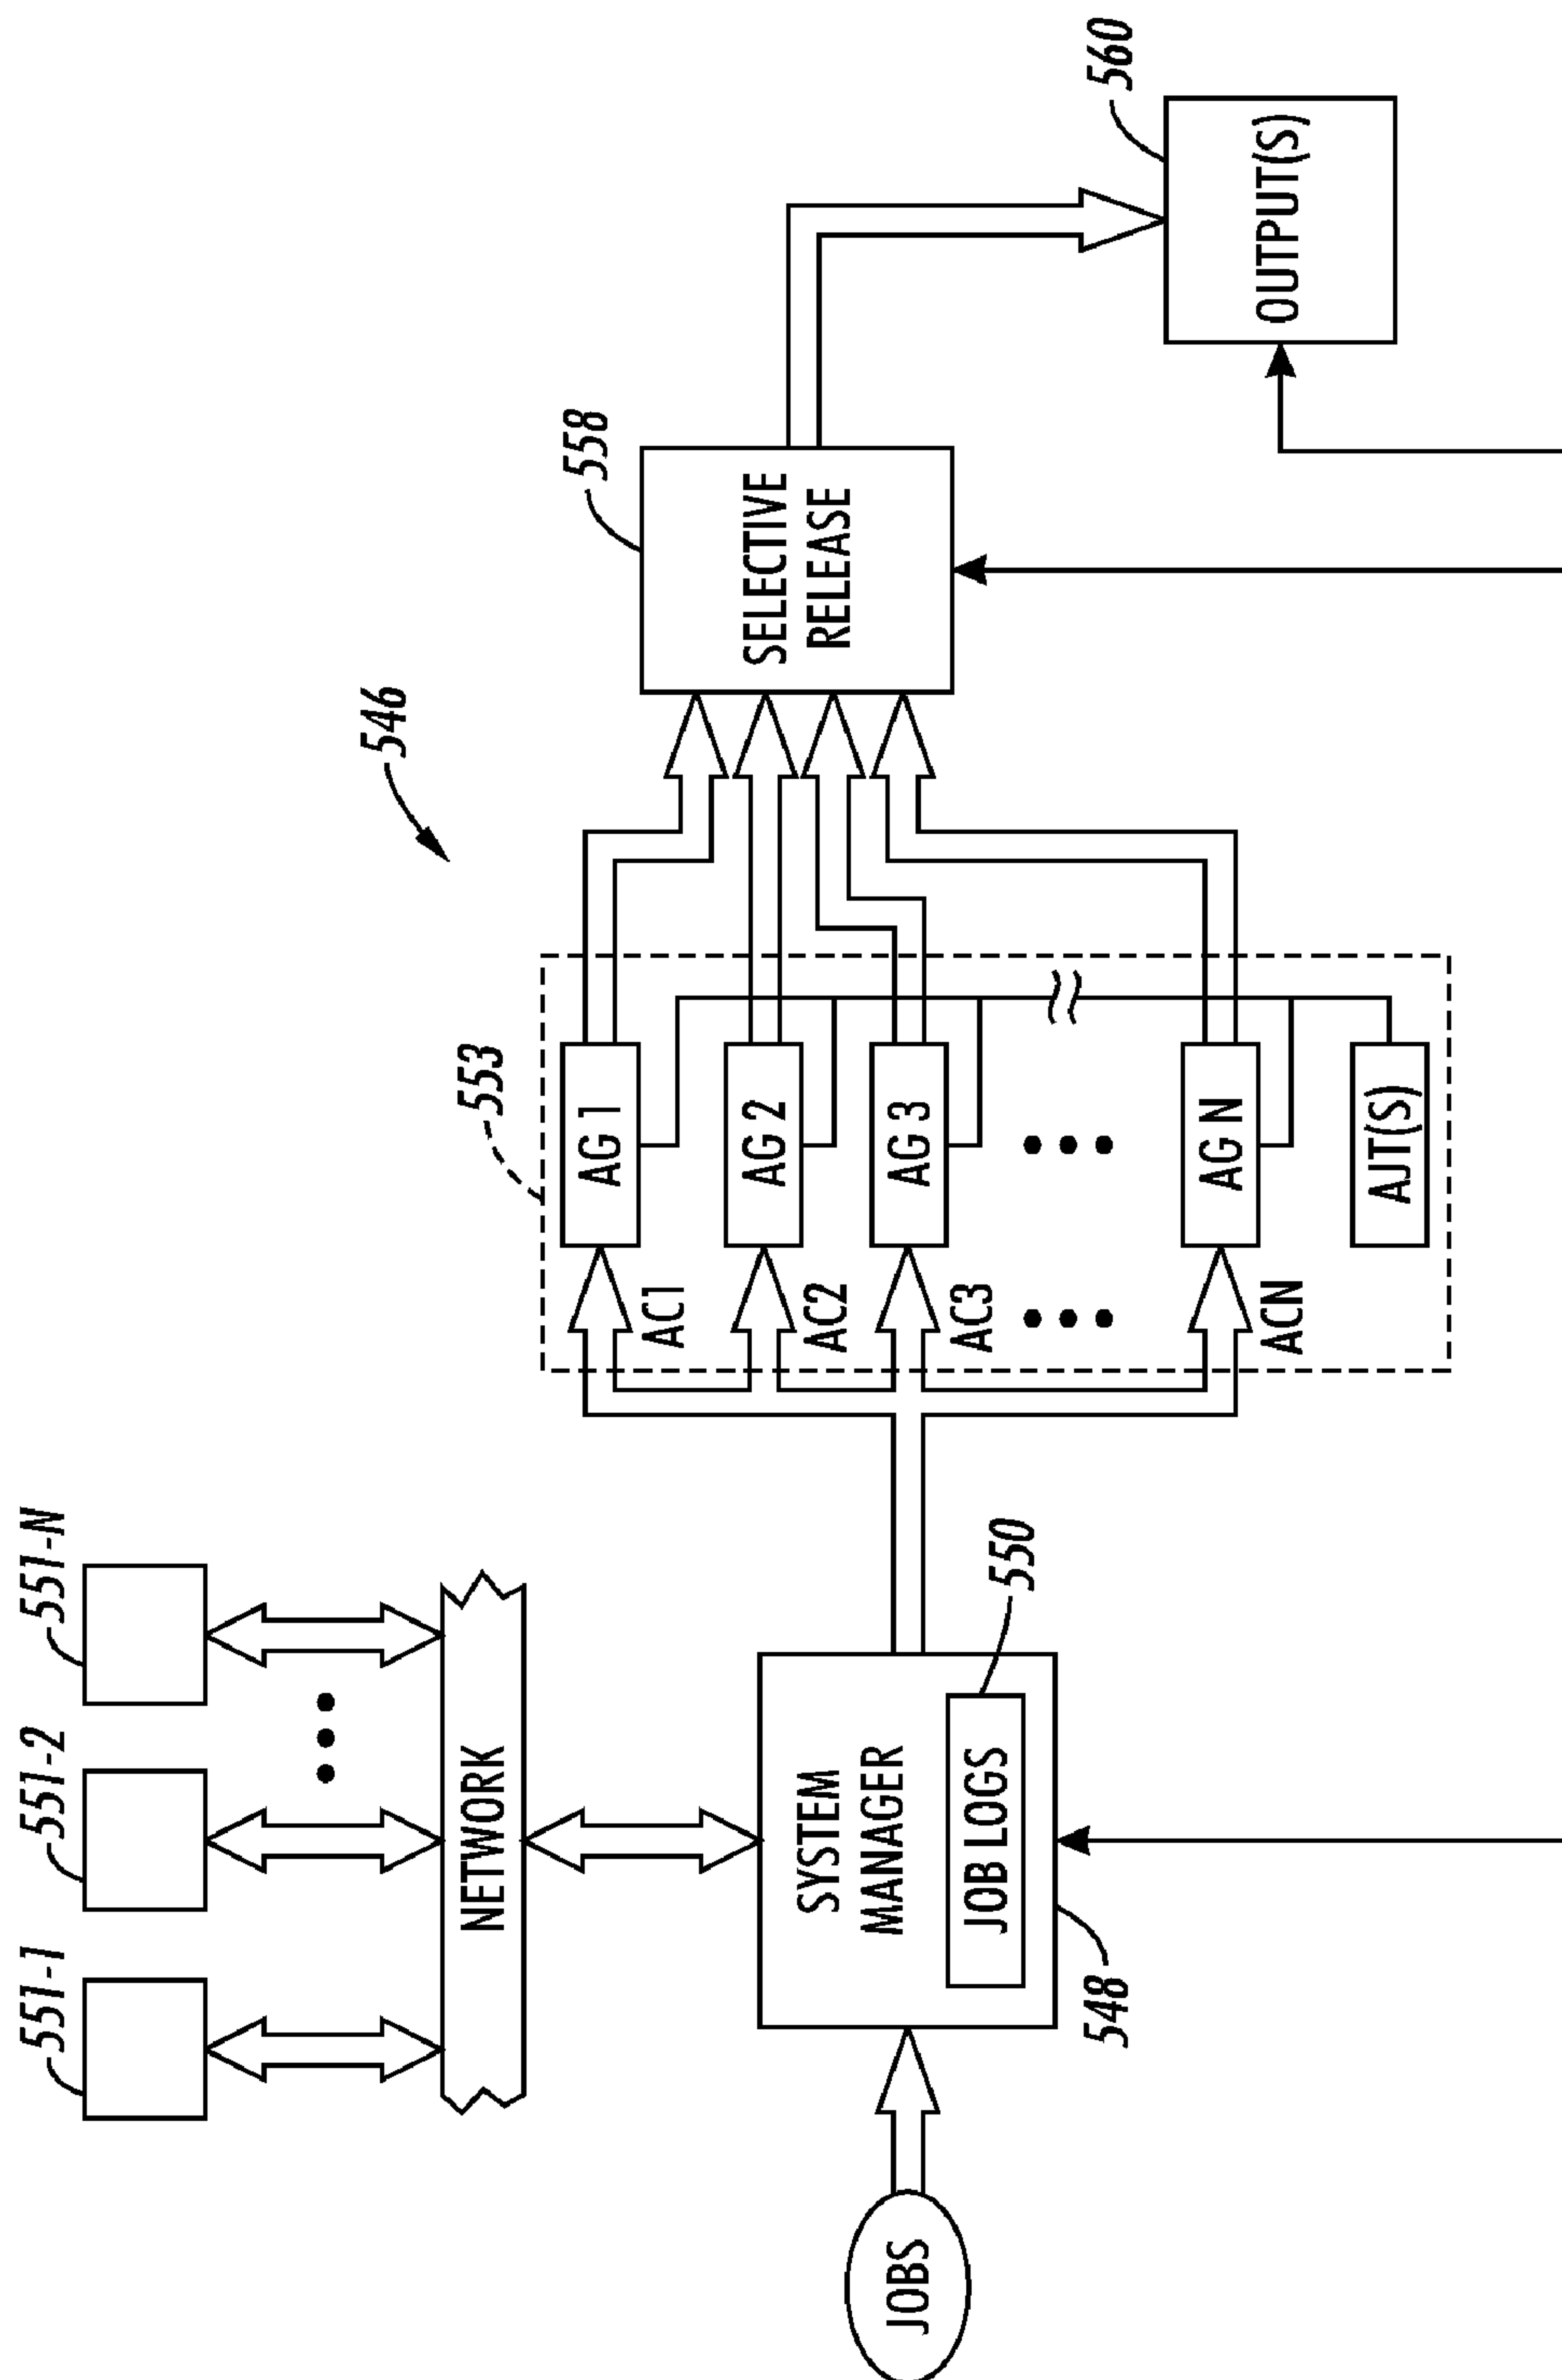 551-1
551-2
551-N
NETWORK
546
553
558
560
JOBS
SYSTEM
MANAGER
JOB LOGS
548
550
AC1
AC2
AC3
ACN
AG 1
AG 2
AG 3
AG N
AJT(S)
SELECTIVE
RELEASE
OUTPUT(S)